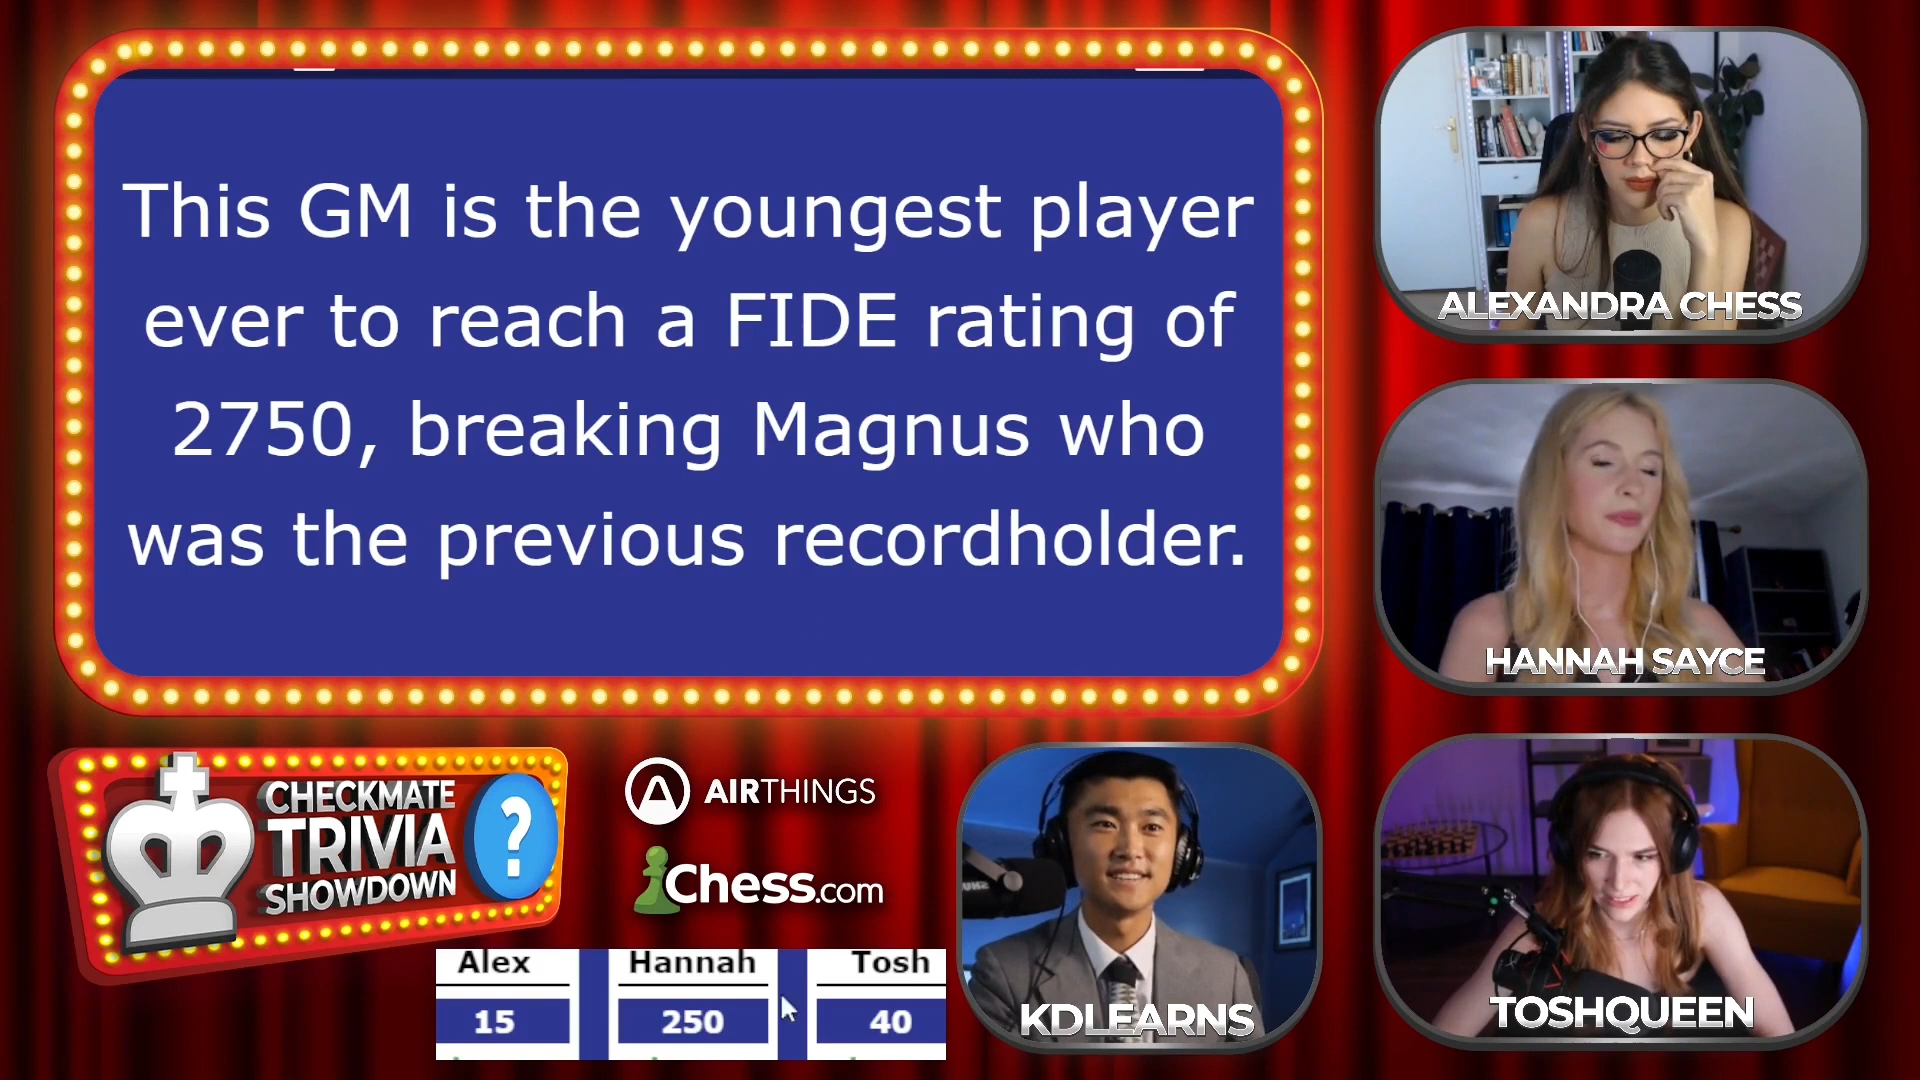 This GM is the youngest player
ever to reach a FIDE rating of
2750, breaking Magnus who
was the previous recordholder.
ALEXANDRA CHESS
HANNAH SAYCE
TOSHQUEEN
KDLEARNS
CHECKMATE
TRIVIA
SHOWDOWN
?
AIRTHINGS
Chess.com
Alex Hannah Tosh
15 250 40